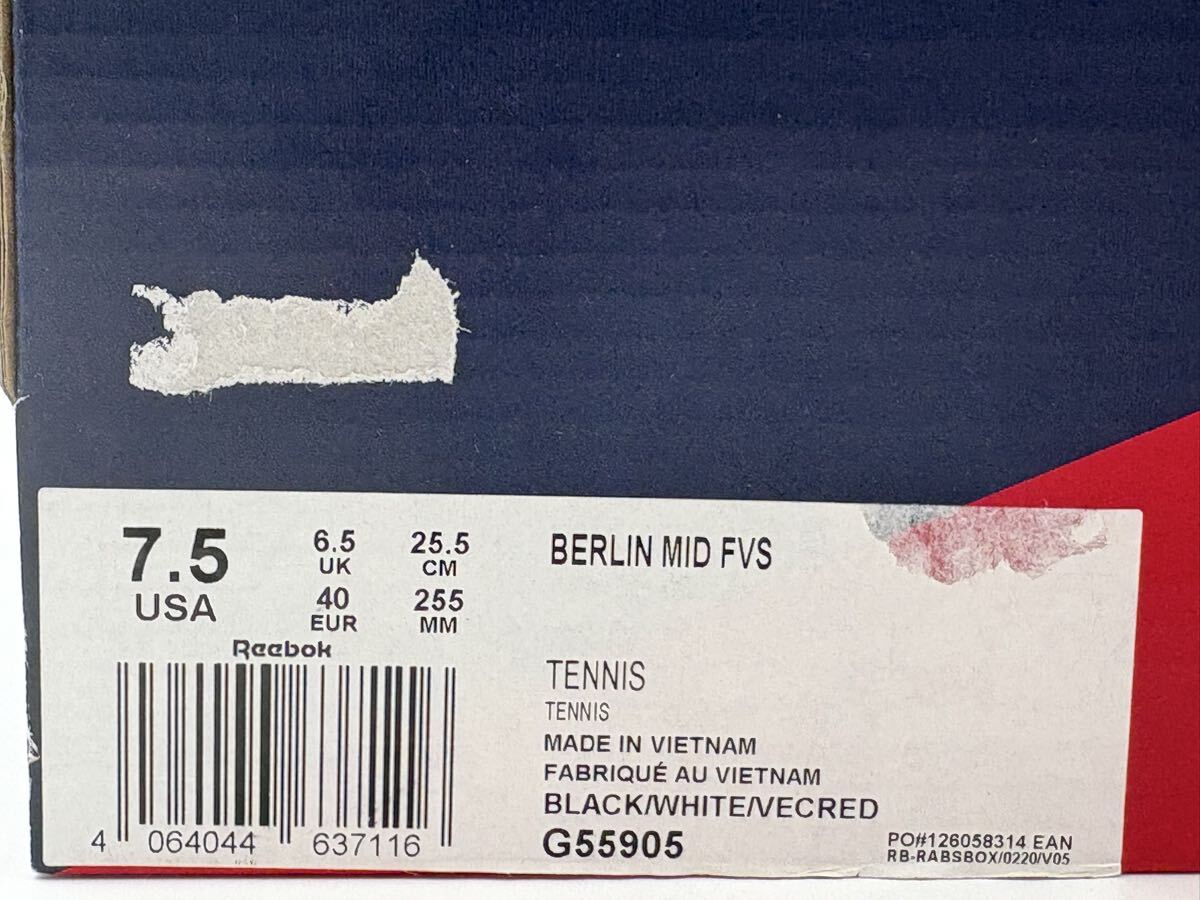 7.5
USA
6.5
UK
40
EUR
25.5
CM
255
MM
BERLIN MID FVS
Reebok
4 064044 637116
TENNIS
TENNIS
MADE IN VIETNAM
FABRIQUÉ AU VIETNAM
BLACK/WHITE/VECRED
G55905
PO#126058314 EAN
RB-RABSBOX/0220/V05